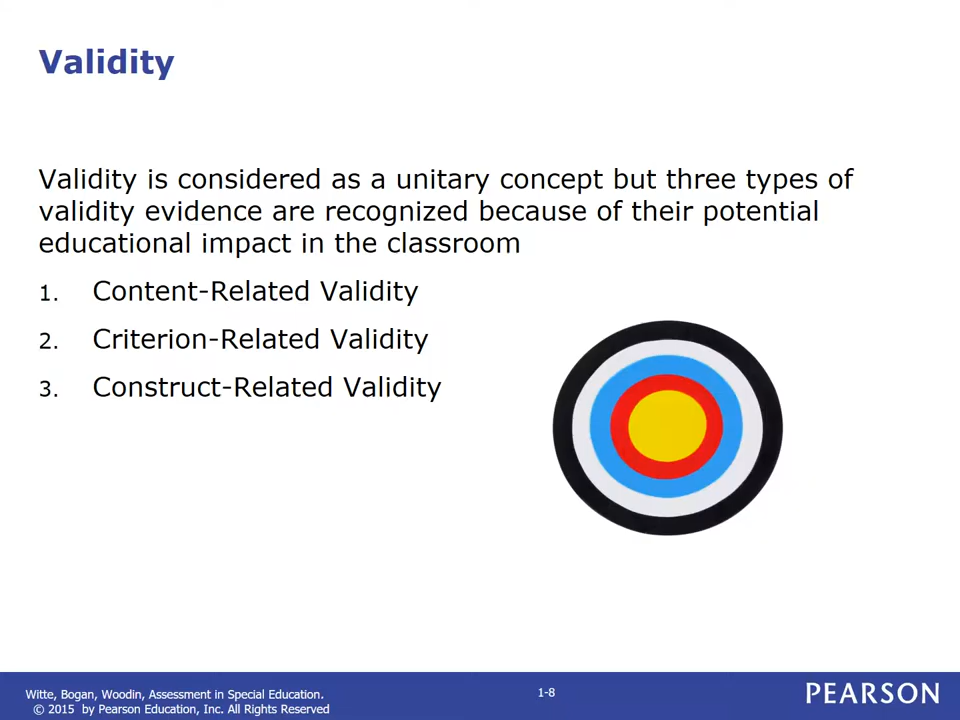 Validity
Validity is considered as a unitary concept but three types of
validity evidence are recognized because of their potential
educational impact in the classroom
1. Content-Related Validity
2. Criterion-Related Validity
3. Construct-Related Validity
Witte, Bogan, Woodin, Assessment in Special Education.
© 2015 by Pearson Education, Inc. All Rights Reserved
1-8
PEARSON